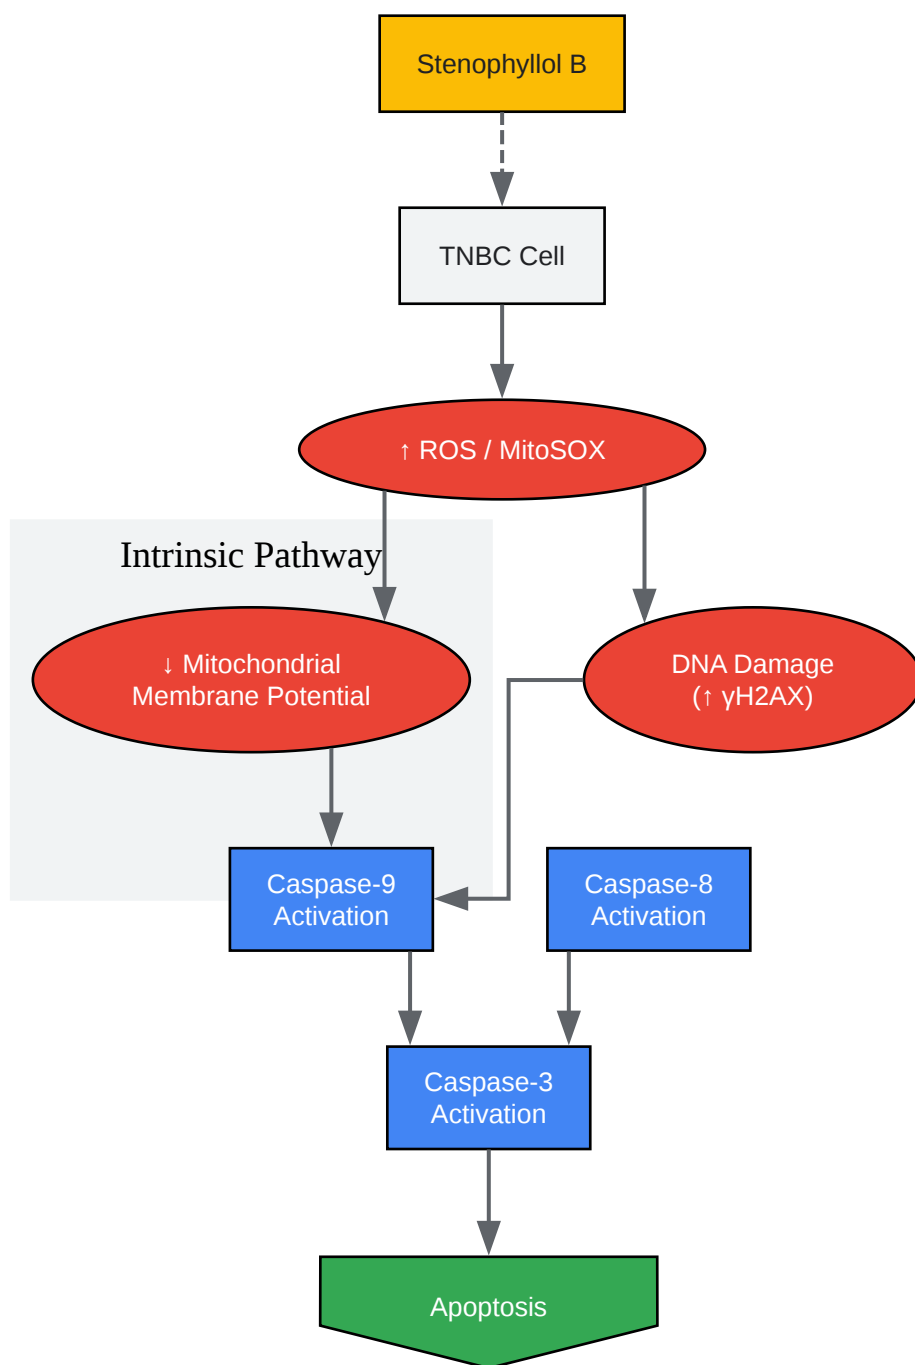 Stenophyllol B
TNBC Cell
↑ ROS / MitoSOX
Intrinsic Pathway
↓ Mitochondrial
Membrane Potential
DNA Damage
(↑ γH2AX)
Caspase-9
Activation
Caspase-8
Activation
Caspase-3
Activation
Apoptosis